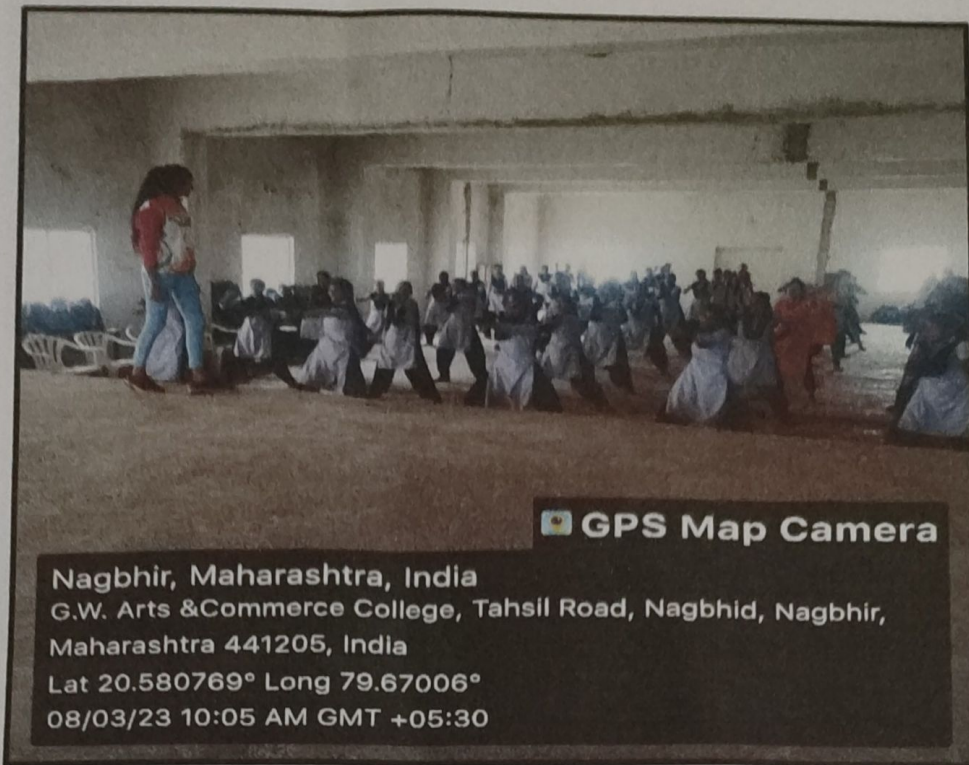 GPS Map Camera
Nagbhir, Maharashtra, India
G.W. Arts &Commerce College, Tahsil Road, Nagbhid, Nagbhir,
Maharashtra 441205, India
Lat 20.580769° Long 79.67006°
08/03/23 10:05 AM GMT +05:30